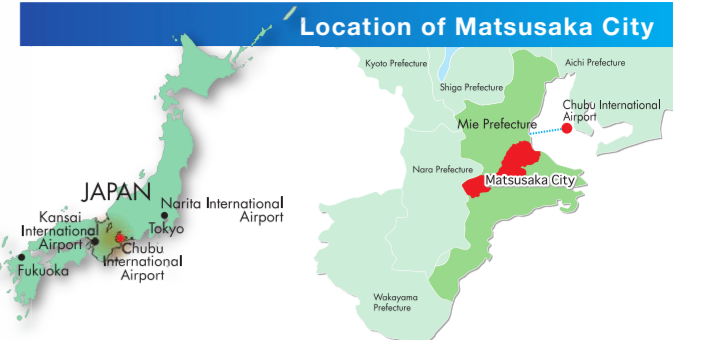 Location of Matsusaka City
JAPAN
Narita International
Airport
Tokyo
Kansai
International
Airport
Chubu
International
Airport
Fukuoka
Kyoto Prefecture
Shiga Prefecture
Aichi Prefecture
Chubu International
Airport
Mie Prefecture
Nara Prefecture
Matsusaka City
Wakayama
Prefecture